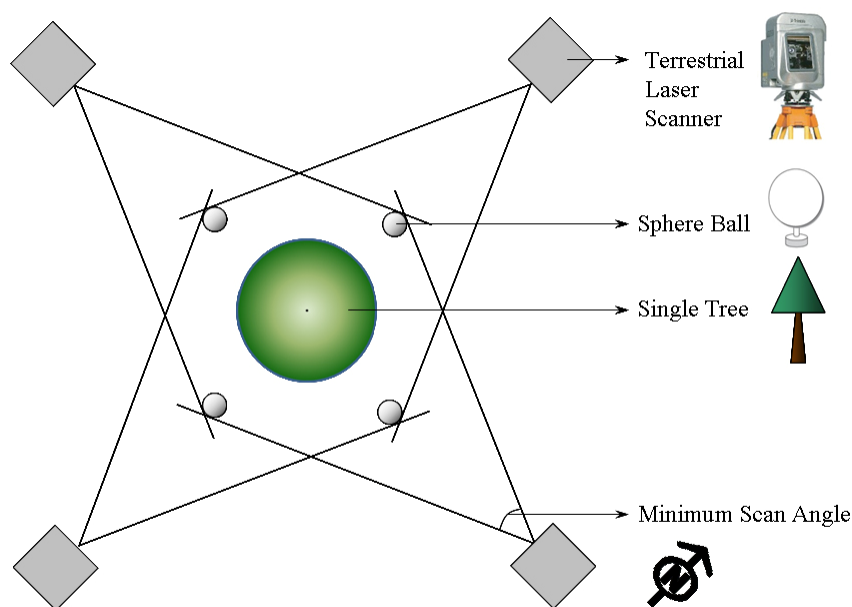 Terrestrial
Laser
Scanner
Sphere Ball
Single Tree
Minimum Scan Angle
N